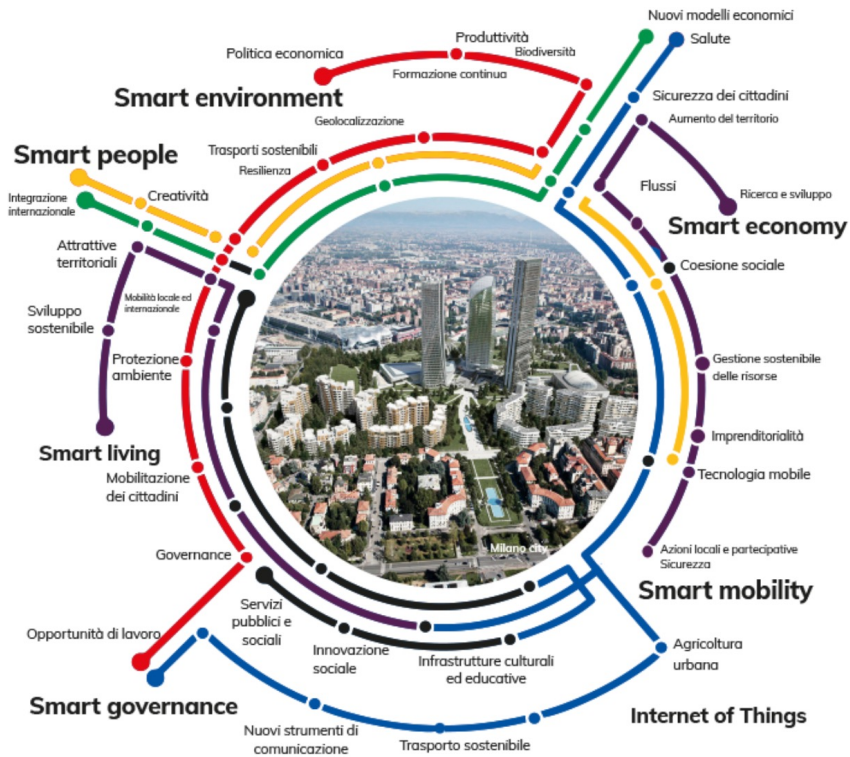 Nuovi modelli economici
Salute
Produttività
Politica economica
Biodiversità
Formazione continua
Smart environment
Sicurezza dei cittadini
Aumento del territorio
Geolocalizzazione
Smart people
Trasporti sostenibili
Resilienza
Flussi
Ricerca e sviluppo
Creatività
Integrazione
internazionale
Smart economy
Attrattive
territoriali
Coesione sociale
Mobilità locale ed
internazionale
Sviluppo
sostenibile
Protezione
ambiente
Gestione sostenibile
delle risorse
Imprenditorialità
Smart living
Mobilitazione
dei cittadini
Tecnologia mobile
Milano city
Governance
Azioni locali e partecipative
Sicurezza
Smart mobility
Servizi
pubblici e
sociali
Opportunità di lavoro
Innovazione
sociale
Infrastrutture culturali
ed educative
Agricoltura
urbana
Smart governance
Internet of Things
Nuovi strumenti di
comunicazione
Trasporto sostenibile